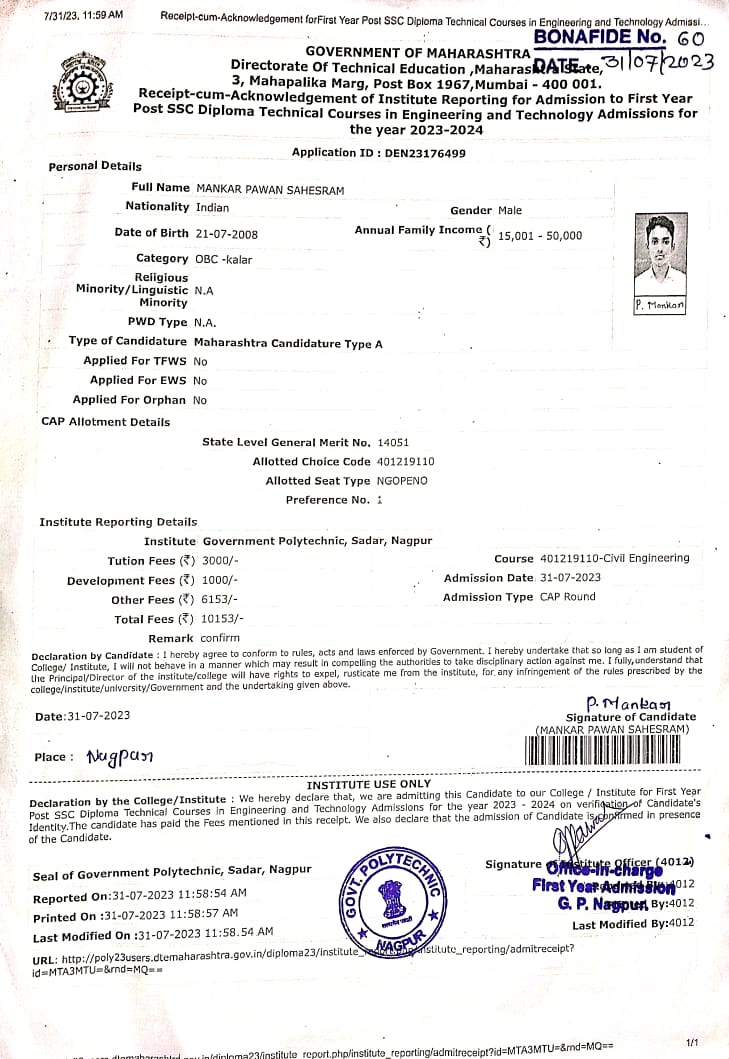 7/31/23, 11:59 AM Receipt-cum-Acknowledgement forFirst Year Post SSC Diploma Technical Courses in Engineering and Technology Admissi...
BONAFIDE No. 60
DATE 31/07/2023
GOVERNMENT OF MAHARASHTRA
Directorate Of Technical Education ,Maharashtra State,
3, Mahapalika Marg, Post Box 1967,Mumbai - 400 001.
Receipt-cum-Acknowledgement of Institute Reporting for Admission to First Year
Post SSC Diploma Technical Courses in Engineering and Technology Admissions for
the year 2023-2024
Application ID : DEN23176499
Personal Details
Full Name MANKAR PAWAN SAHESRAM
Nationality Indian Gender Male
Date of Birth 21-07-2008 Annual Family Income (₹) 15,001 - 50,000
Category OBC -kalar
Religious
Minority/Linguistic N.A
Minority
P. Mankar
PWD Type N.A.
Type of Candidature Maharashtra Candidature Type A
Applied For TFWS No
Applied For EWS No
Applied For Orphan No
CAP Allotment Details
State Level General Merit No. 14051
Allotted Choice Code 401219110
Allotted Seat Type NGOPENO
Preference No. 1
Institute Reporting Details
Institute Government Polytechnic, Sadar, Nagpur
Tution Fees (₹) 3000/- Course 401219110-Civil Engineering
Development Fees (₹) 1000/- Admission Date 31-07-2023
Other Fees (₹) 6153/- Admission Type CAP Round
Total Fees (₹) 10153/-
Remark confirm
Declaration by Candidate : I hereby agree to conform to rules, acts and laws enforced by Government. I hereby undertake that so long as I am student of
College/ Institute, I will not behave in a manner which may result in compelling the authorities to take disciplinary action against me. I fully,understand that
the Principal/Director of the institute/college will have rights to expel, rusticate me from the institute, for any infringement of the rules prescribed by the
college/institute/university/Government and the undertaking given above.
Date:31-07-2023
P. Mankar
Signature of Candidate
(MANKAR PAWAN SAHESRAM)
Place : Nagpur
INSTITUTE USE ONLY
Declaration by the College/Institute : We hereby declare that, we are admitting this Candidate to our College / Institute for First Year
Post SSC Diploma Technical Courses in Engineering and Technology Admissions for the year 2023 - 2024 on verification of Candidate's
Identity.The candidate has paid the Fees mentioned in this receipt. We also declare that the admission of Candidate is confirmed in presence
of the Candidate.
Seal of Government Polytechnic, Sadar, Nagpur
Signature of Institute Officer (4012)
Office-in-charge
First Year Admission
G. P. Nagpur
Reported On:31-07-2023 11:58:54 AM Reported By:4012
Printed On :31-07-2023 11:58:57 AM By:4012
Last Modified On :31-07-2023 11:58.54 AM Last Modified By:4012
GOVT. POLYTECHNIC
सत्यमेव जयते
NAGPUR
URL: http://poly23users.dtemaharashtra.gov.in/diploma23/institute_report.php/institute_reporting/admitreceipt?
id=MTA3MTU=&rnd=MQ==
1/1
.gov.in/diploma23/institute_report.php/institute_reporting/admitreceipt?id=MTA3MTU=&rnd=MQ==